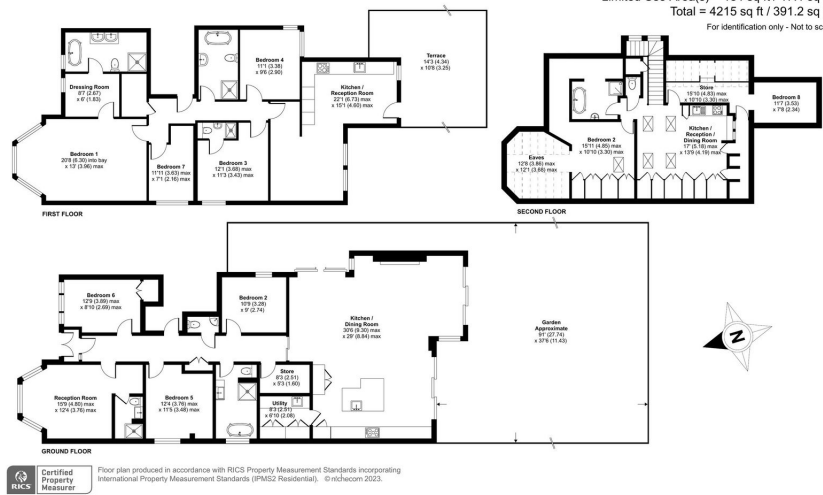 Total = 4215 sq ft / 391.2 sq
For identification only - Not to sc
Terrace
14'3 (4.34)
x 10'8 (3.25)
Bedroom 4
11'1 (3.38)
x 9'6 (2.90)
Kitchen /
Reception Room
22'1 (6.73) max
x 15'1 (4.60) max
Dressing Room
8'7 (2.67)
x 6' (1.83)
Bedroom 1
20'8 (6.30) into bay
x 13' (3.96) max
Bedroom 7
11'11 (3.63) max
x 7'1 (2.16) max
Bedroom 3
12'1 (3.68) max
x 11'3 (3.43) max
FIRST FLOOR
Store
15'10 (4.83) max
x 10'10 (3.30) max
Bedroom 8
11'7 (3.53)
x 7'8 (2.34)
Bedroom 2
15'11 (4.85) max
x 10'10 (3.30) max
Kitchen /
Reception /
Dining Room
17' (5.18) max
x 13'9 (4.19) max
Eaves
12'8 (3.86) max
x 12'1 (3.68) max
SECOND FLOOR
Bedroom 6
12'9 (3.89) max
x 8'10 (2.69) max
Bedroom 2
10'9 (3.28)
x 9' (2.74)
Kitchen /
Dining Room
30'6 (9.30) max
x 29' (8.84) max
Garden
Approximate
91' (27.74)
x 37'6 (11.43)
N
Reception Room
15'9 (4.80) max
x 12'4 (3.76) max
Bedroom 5
12'4 (3.76) max
x 11'5 (3.48) max
Store
8'3 (2.51)
x 5'3 (1.60)
Utility
8'3 (2.51)
x 6'10 (2.08)
GROUND FLOOR
RICS
Certified
Property
Measurer
Floor plan produced in accordance with RICS Property Measurement Standards incorporating
International Property Measurement Standards (IPMS2 Residential). © nichecom 2023.